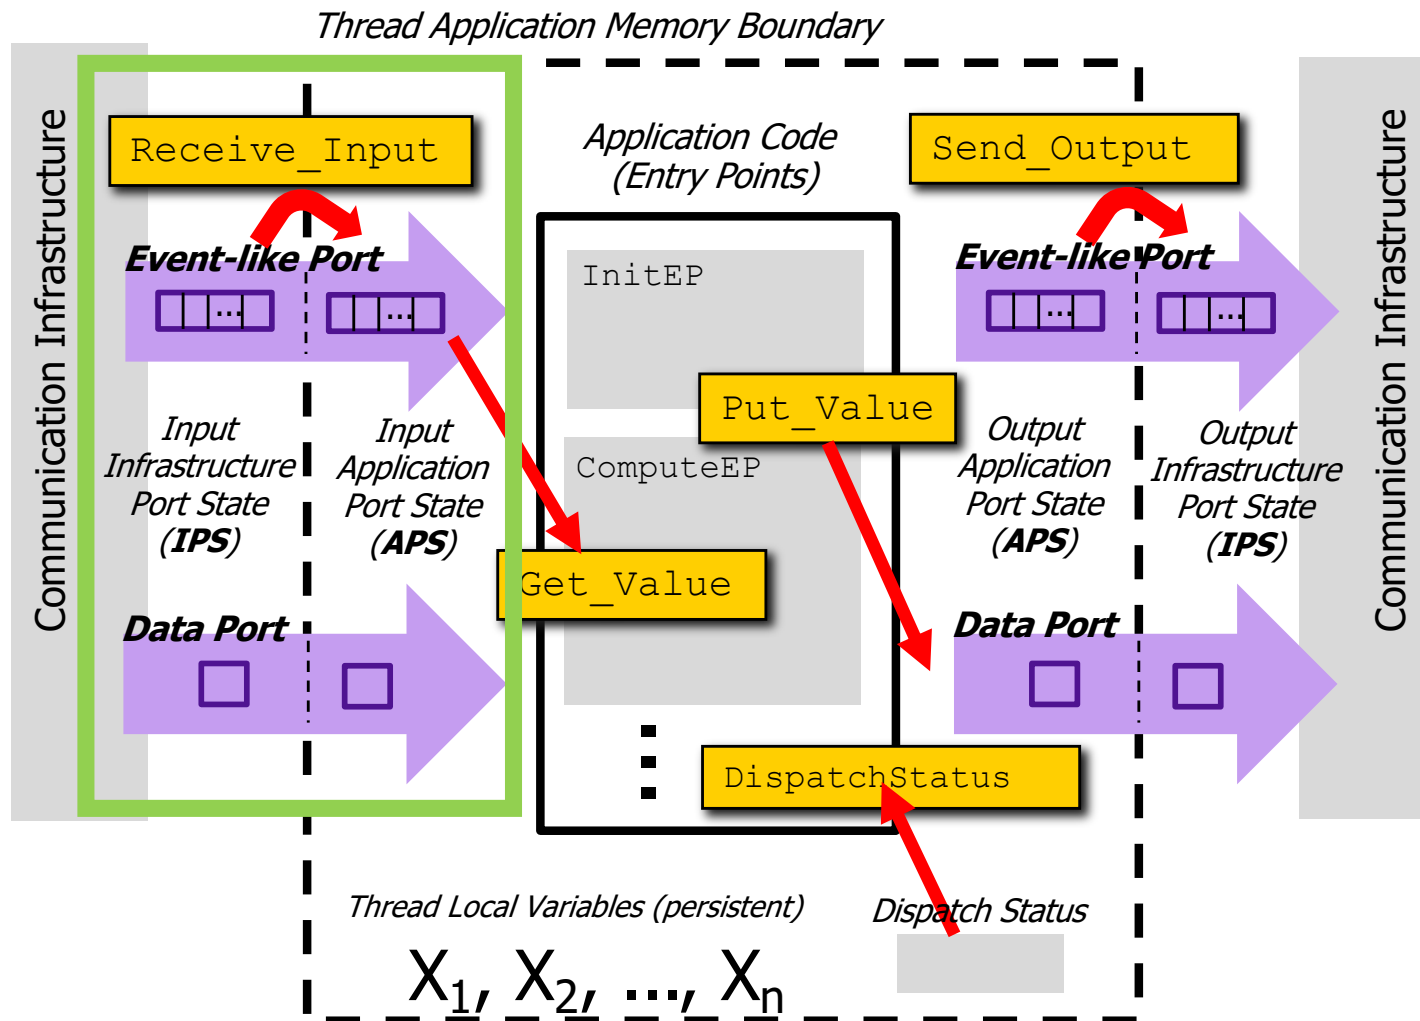 Thread Application Memory Boundary
Communication Infrastructure
Receive_Input
Application Code
(Entry Points)
Send_Output
Communication Infrastructure
Event-like Port
...
...
InitEP
Event-like Port
...
...
Put_Value
Input
Infrastructure
Port State
(IPS)
Input
Application
Port State
(APS)
ComputeEP
Output
Application
Port State
(APS)
Output
Infrastructure
Port State
(IPS)
Get_Value
Data Port
Data Port
DispatchStatus
Thread Local Variables (persistent)
Dispatch Status
X1, X2, ..., Xn